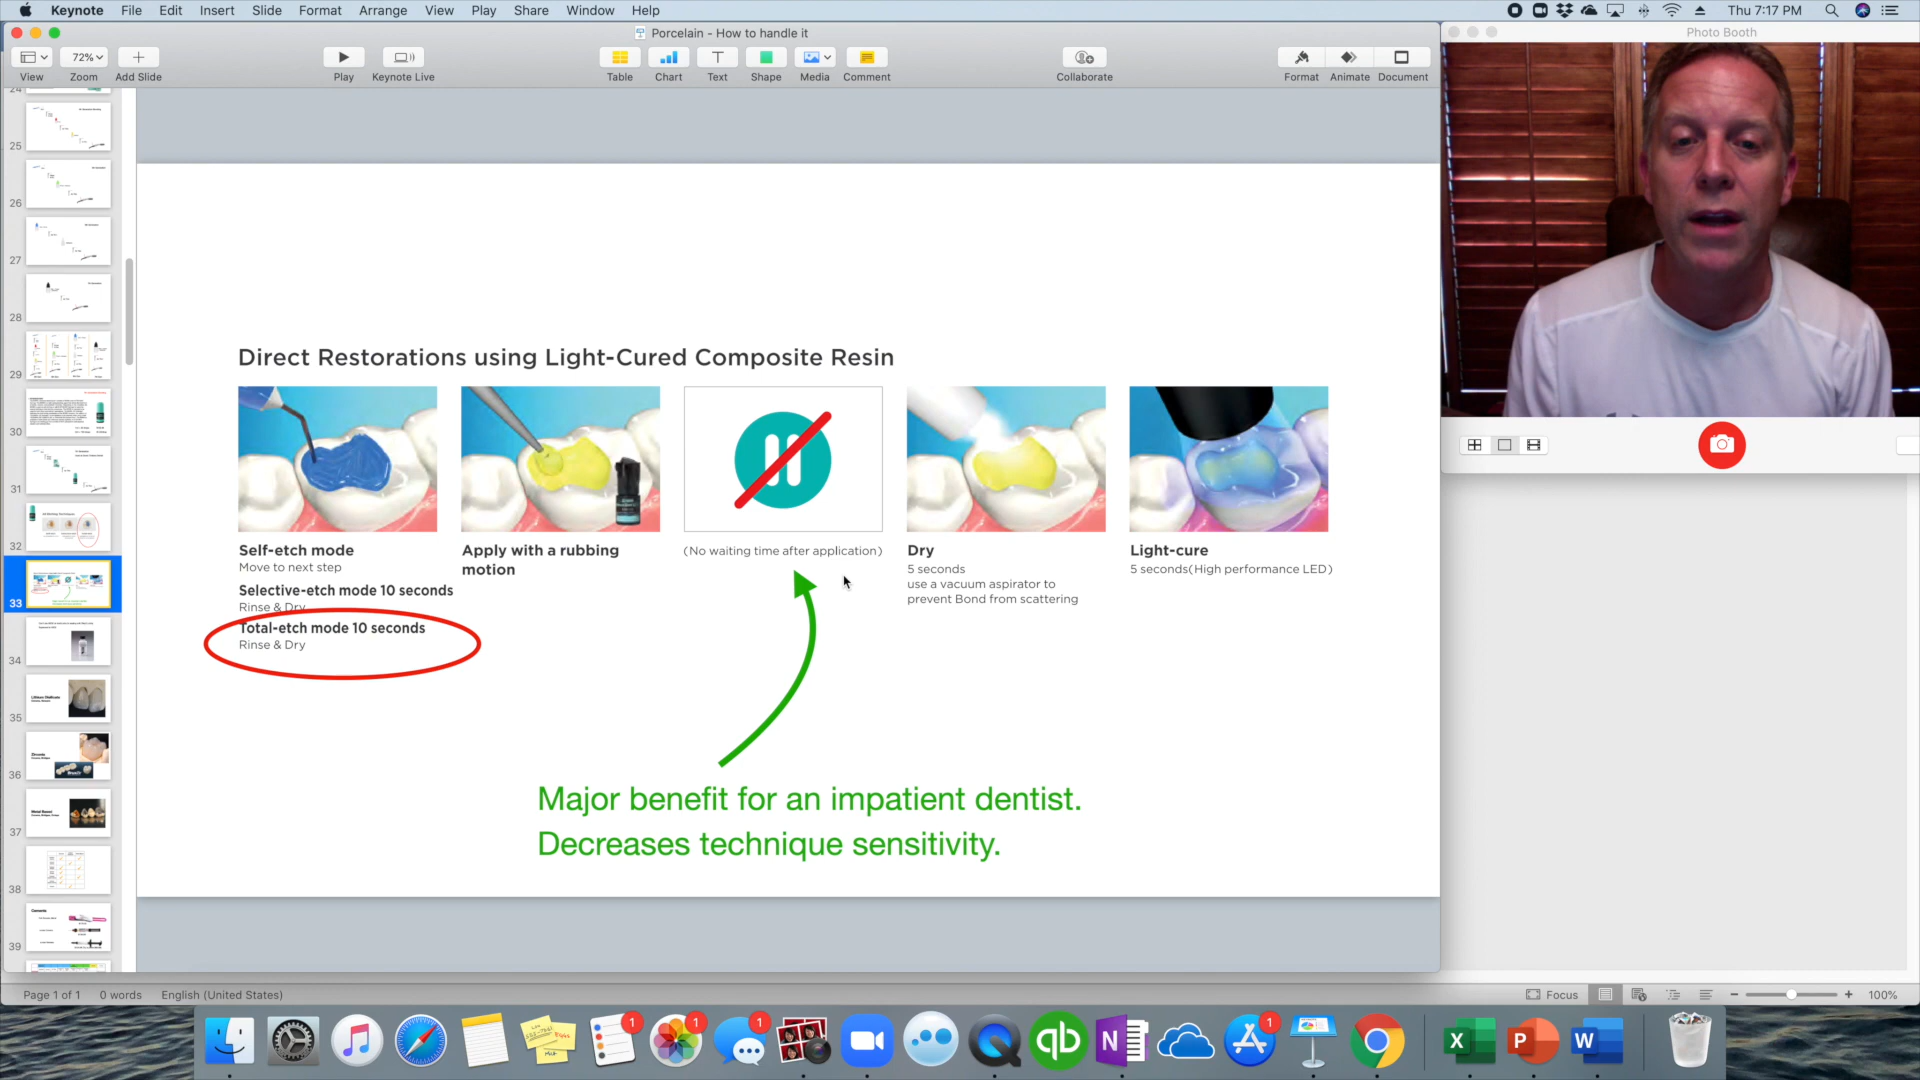 Keynote File Edit Insert Slide Format Arrange View Play Share Window Help
Thu 7:17 PM
Porcelain - How to handle it
Photo Booth
72%
View Zoom Add Slide Play Keynote Live Table Chart Text Shape Media Comment Collaborate Format Animate Document
24
25
26
27
28
29
30
31
32
33
34
35
36
37
38
39
Direct Restorations using Light-Cured Composite Resin
Self-etch mode
Move to next step
Selective-etch mode 10 seconds
Rinse & Dry
Total-etch mode 10 seconds
Rinse & Dry
Apply with a rubbing
motion
(No waiting time after application)
Dry
5 seconds
use a vacuum aspirator to
prevent Bond from scattering
Light-cure
5 seconds(High performance LED)
Major benefit for an impatient dentist.
Decreases technique sensitivity.
Page 1 of 1 0 words English (United States)
Focus
100%
1
1
1
1
qb
N
X
P
W